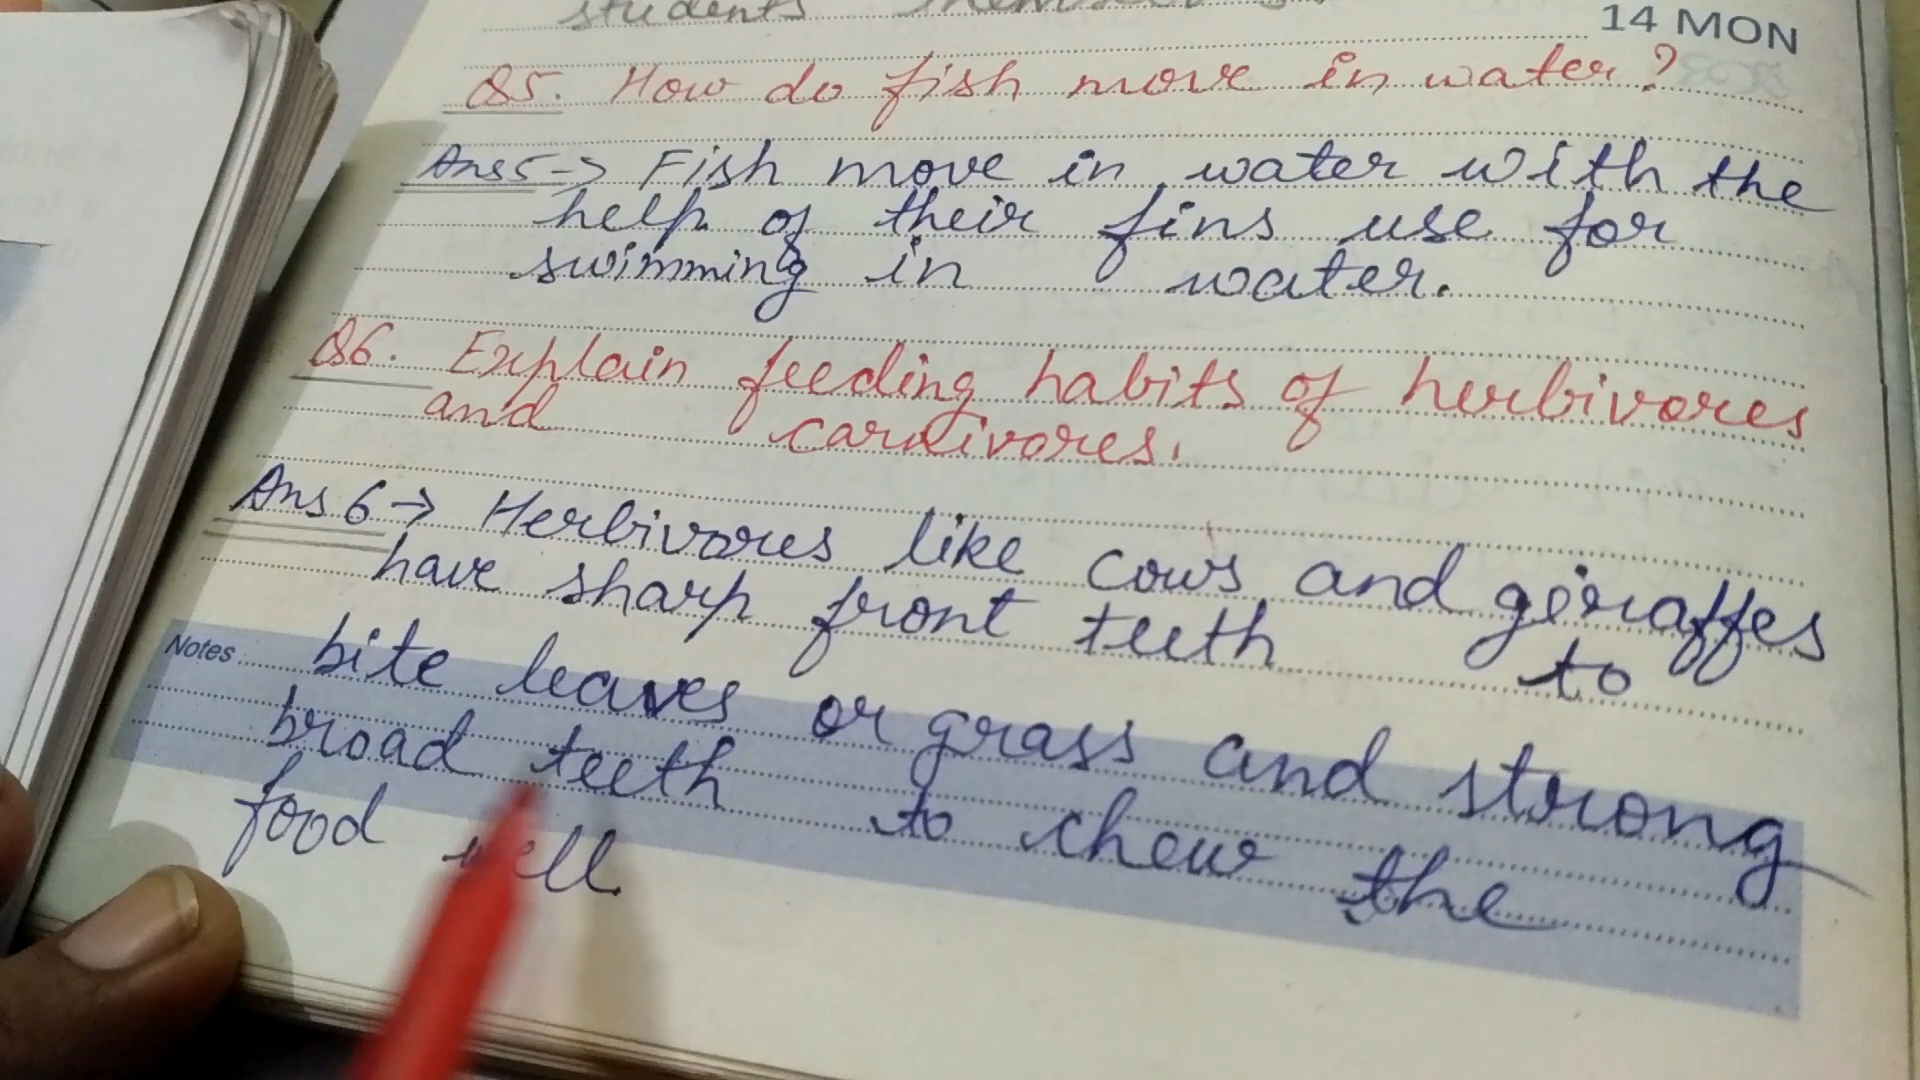 students
14 MON
Q5. How do fish move in water?
Ans5-> Fish move in water with the
help of their fins use for
swimming in water.
Q6. Explain feeding habits of herbivores
and carnivores.
Ans 6-> Herbivores like cows and giraffes
have sharp front teeth to
Notes bite leaves or grass and strong
broad teeth to chew the
food well.